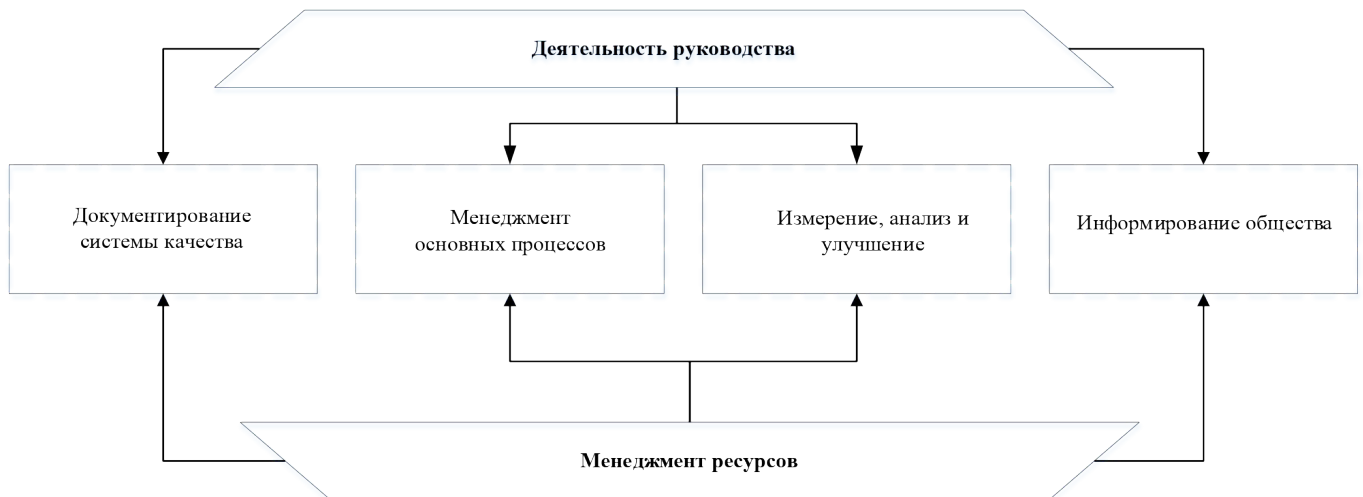 Деятельность руководства
Документирование
системы качества
Менеджмент
основных процессов
Измерение, анализ и
улучшение
Информирование общества
Менеджмент ресурсов